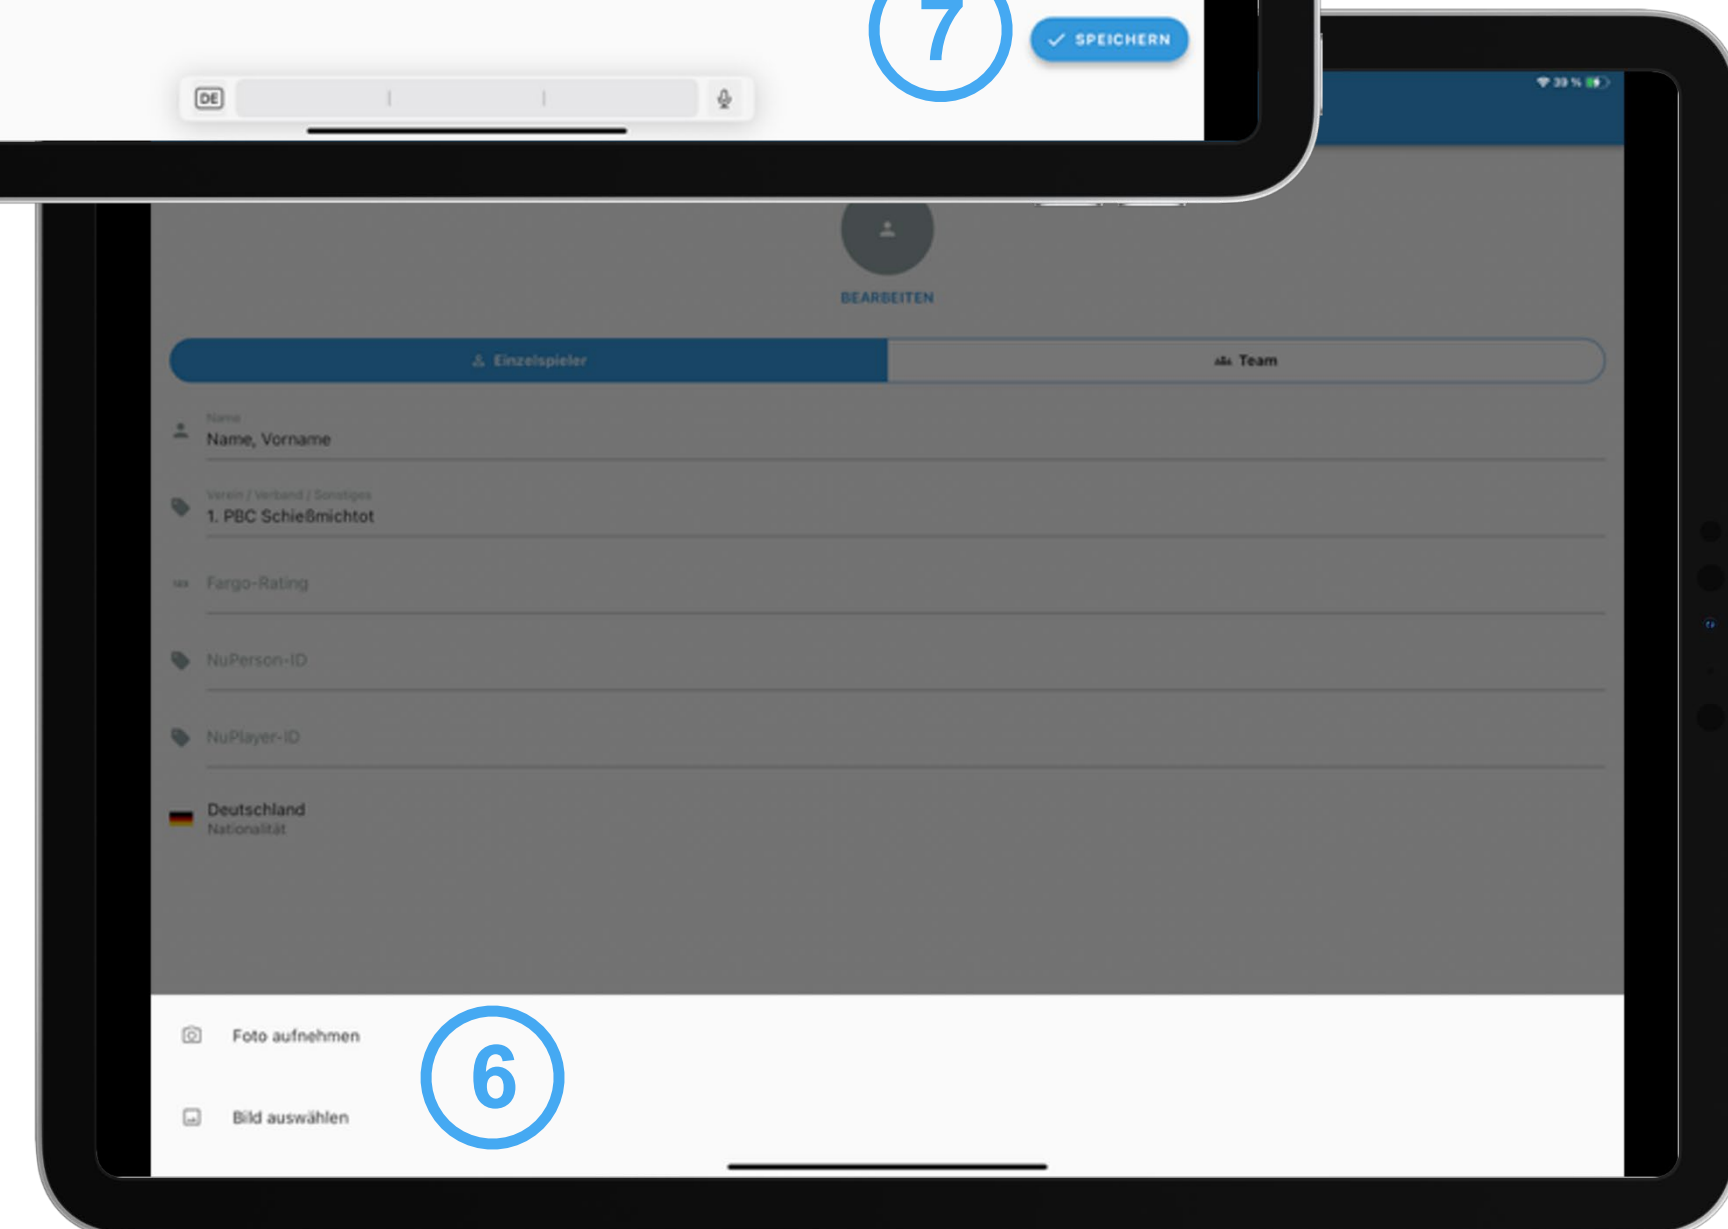 7
✓ SPEICHERN
DE
39 %
BEARBEITEN
Einzelspieler
Team
Name
Name, Vorname
Verein / Verband / Sonstiges
1. PBC Schießmichtot
123 Fargo-Rating
NuPerson-ID
NuPlayer-ID
Deutschland
Nationalität
Foto aufnehmen
6
Bild auswählen